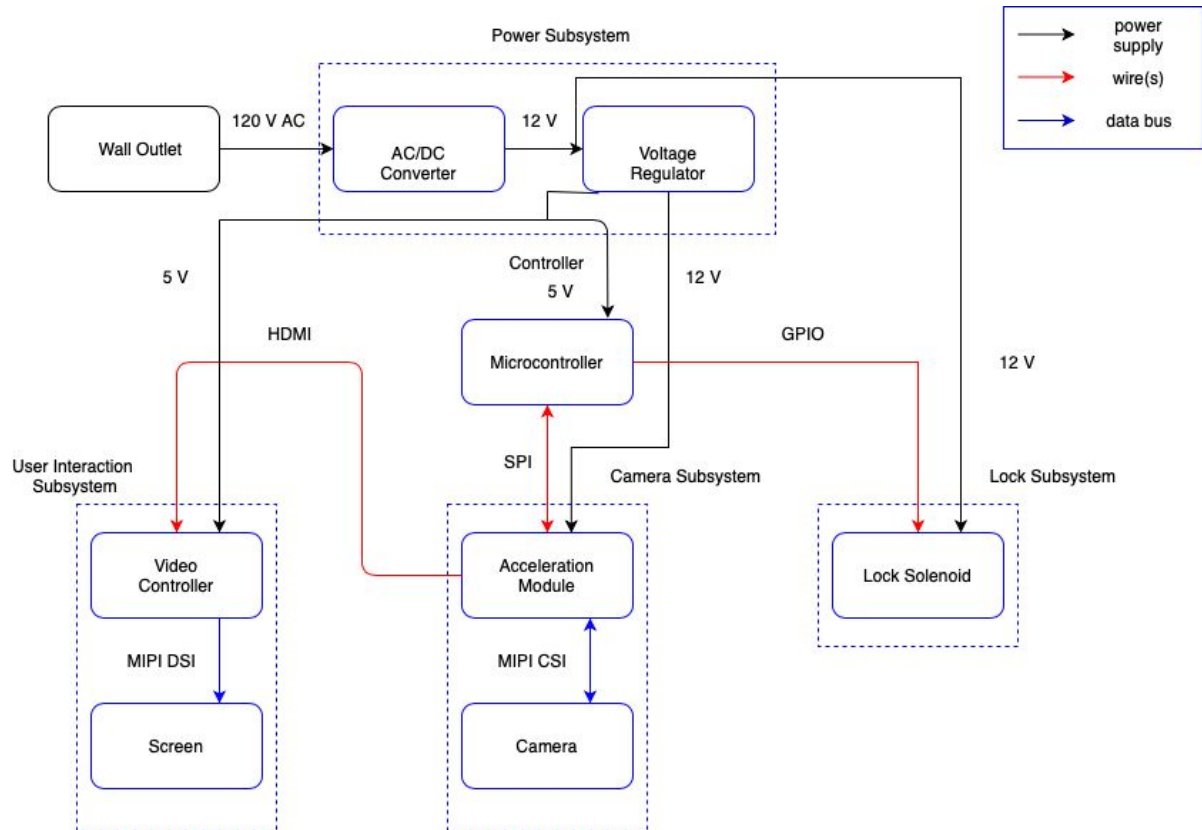 Power Subsystem
power
supply
wire(s)
data bus
Wall Outlet
120 V AC
AC/DC
Converter
12 V
Voltage
Regulator
5 V
Controller
5 V
12 V
HDMI
Microcontroller
GPIO
12 V
User Interaction
Subsystem
SPI
Camera Subsystem
Lock Subsystem
Video
Controller
Acceleration
Module
Lock Solenoid
MIPI DSI
MIPI CSI
Screen
Camera